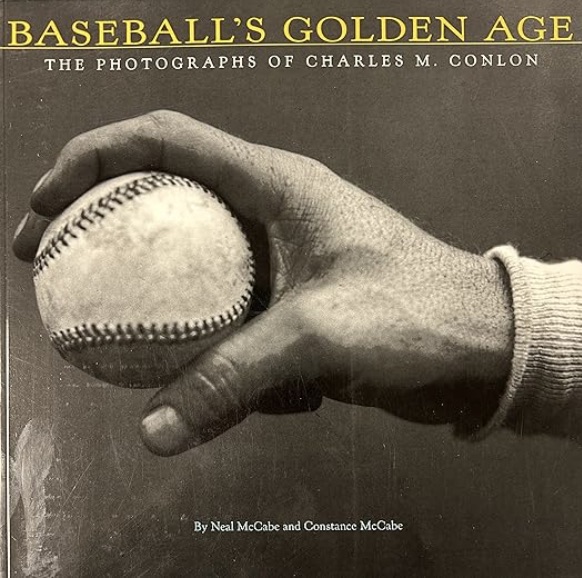 BASEBALL'S GOLDEN AGE
THE PHOTOGRAPHS OF CHARLES M. CONLON
By Neal McCabe and Constance McCabe